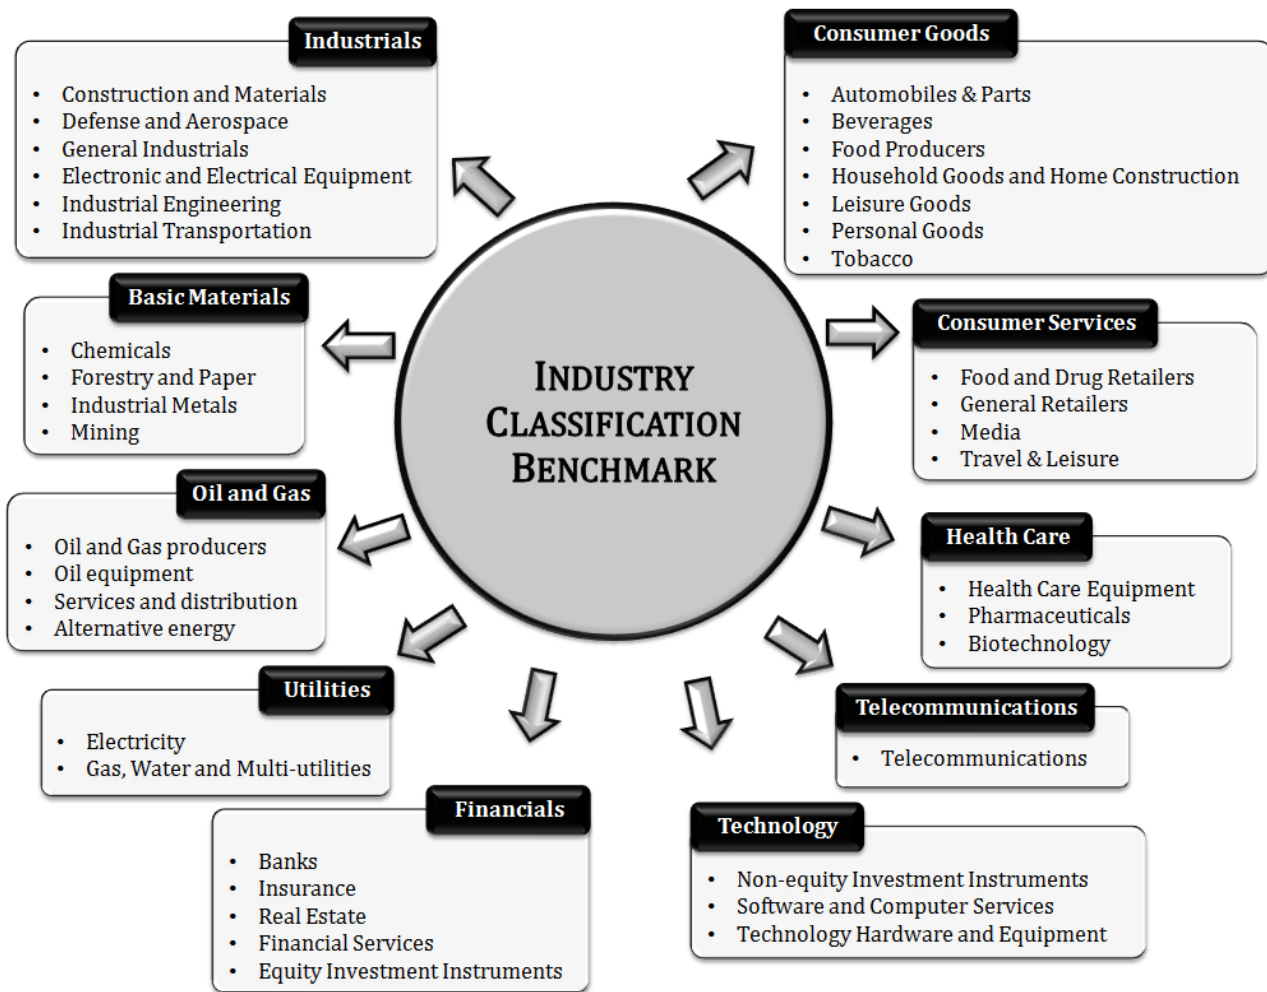 Industrials
• Construction and Materials
• Defense and Aerospace
• General Industrials
• Electronic and Electrical Equipment
• Industrial Engineering
• Industrial Transportation
Consumer Goods
• Automobiles & Parts
• Beverages
• Food Producers
• Household Goods and Home Construction
• Leisure Goods
• Personal Goods
• Tobacco
Basic Materials
• Chemicals
• Forestry and Paper
• Industrial Metals
• Mining
INDUSTRY
CLASSIFICATION
BENCHMARK
Consumer Services
• Food and Drug Retailers
• General Retailers
• Media
• Travel & Leisure
Oil and Gas
• Oil and Gas producers
• Oil equipment
• Services and distribution
• Alternative energy
Health Care
• Health Care Equipment
• Pharmaceuticals
• Biotechnology
Utilities
• Electricity
• Gas, Water and Multi-utilities
Telecommunications
• Telecommunications
Financials
• Banks
• Insurance
• Real Estate
• Financial Services
• Equity Investment Instruments
Technology
• Non-equity Investment Instruments
• Software and Computer Services
• Technology Hardware and Equipment